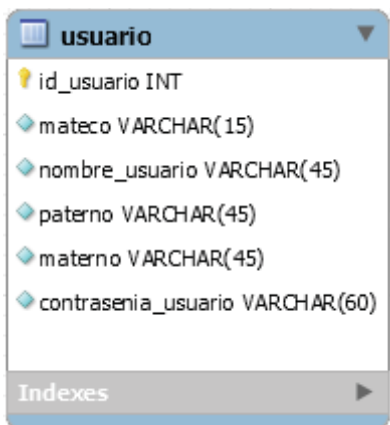 usuario
id_usuario INT
mateco VARCHAR(15)
nombre_usuario VARCHAR(45)
paterno VARCHAR(45)
materno VARCHAR(45)
contrasenia_usuario VARCHAR(60)
Indexes